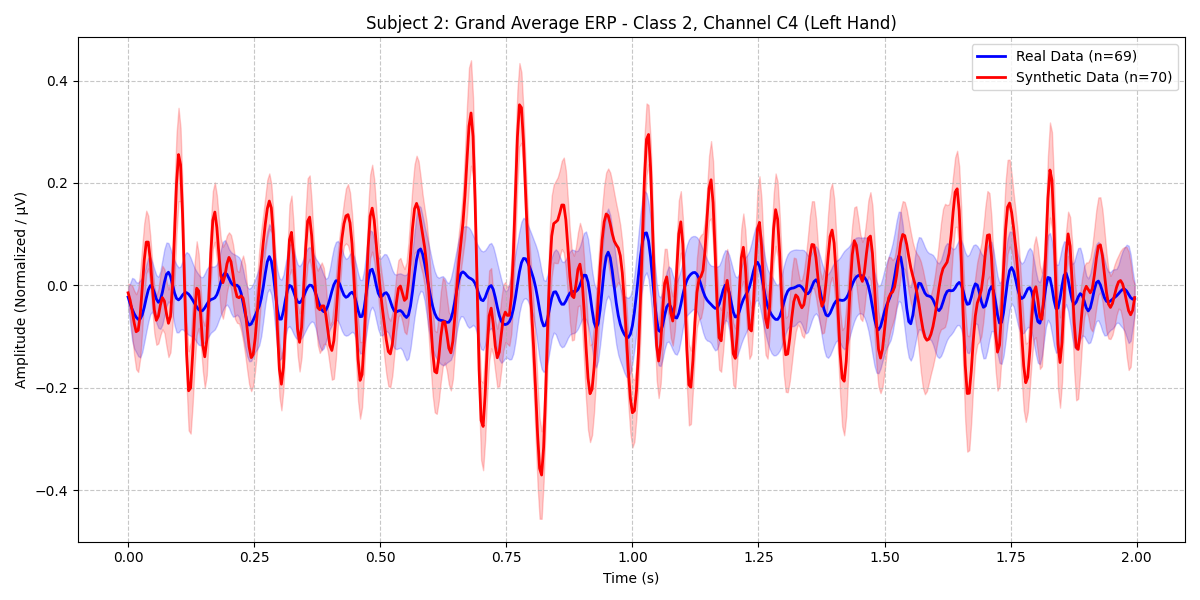 Subject 2: Grand Average ERP - Class 2, Channel C4 (Left Hand)
Real Data (n=69)
Synthetic Data (n=70)
Amplitude (Normalized / μV)
0.4
0.2
0.0
−0.2
−0.4
0.00 0.25 0.50 0.75 1.00 1.25 1.50 1.75 2.00
Time (s)